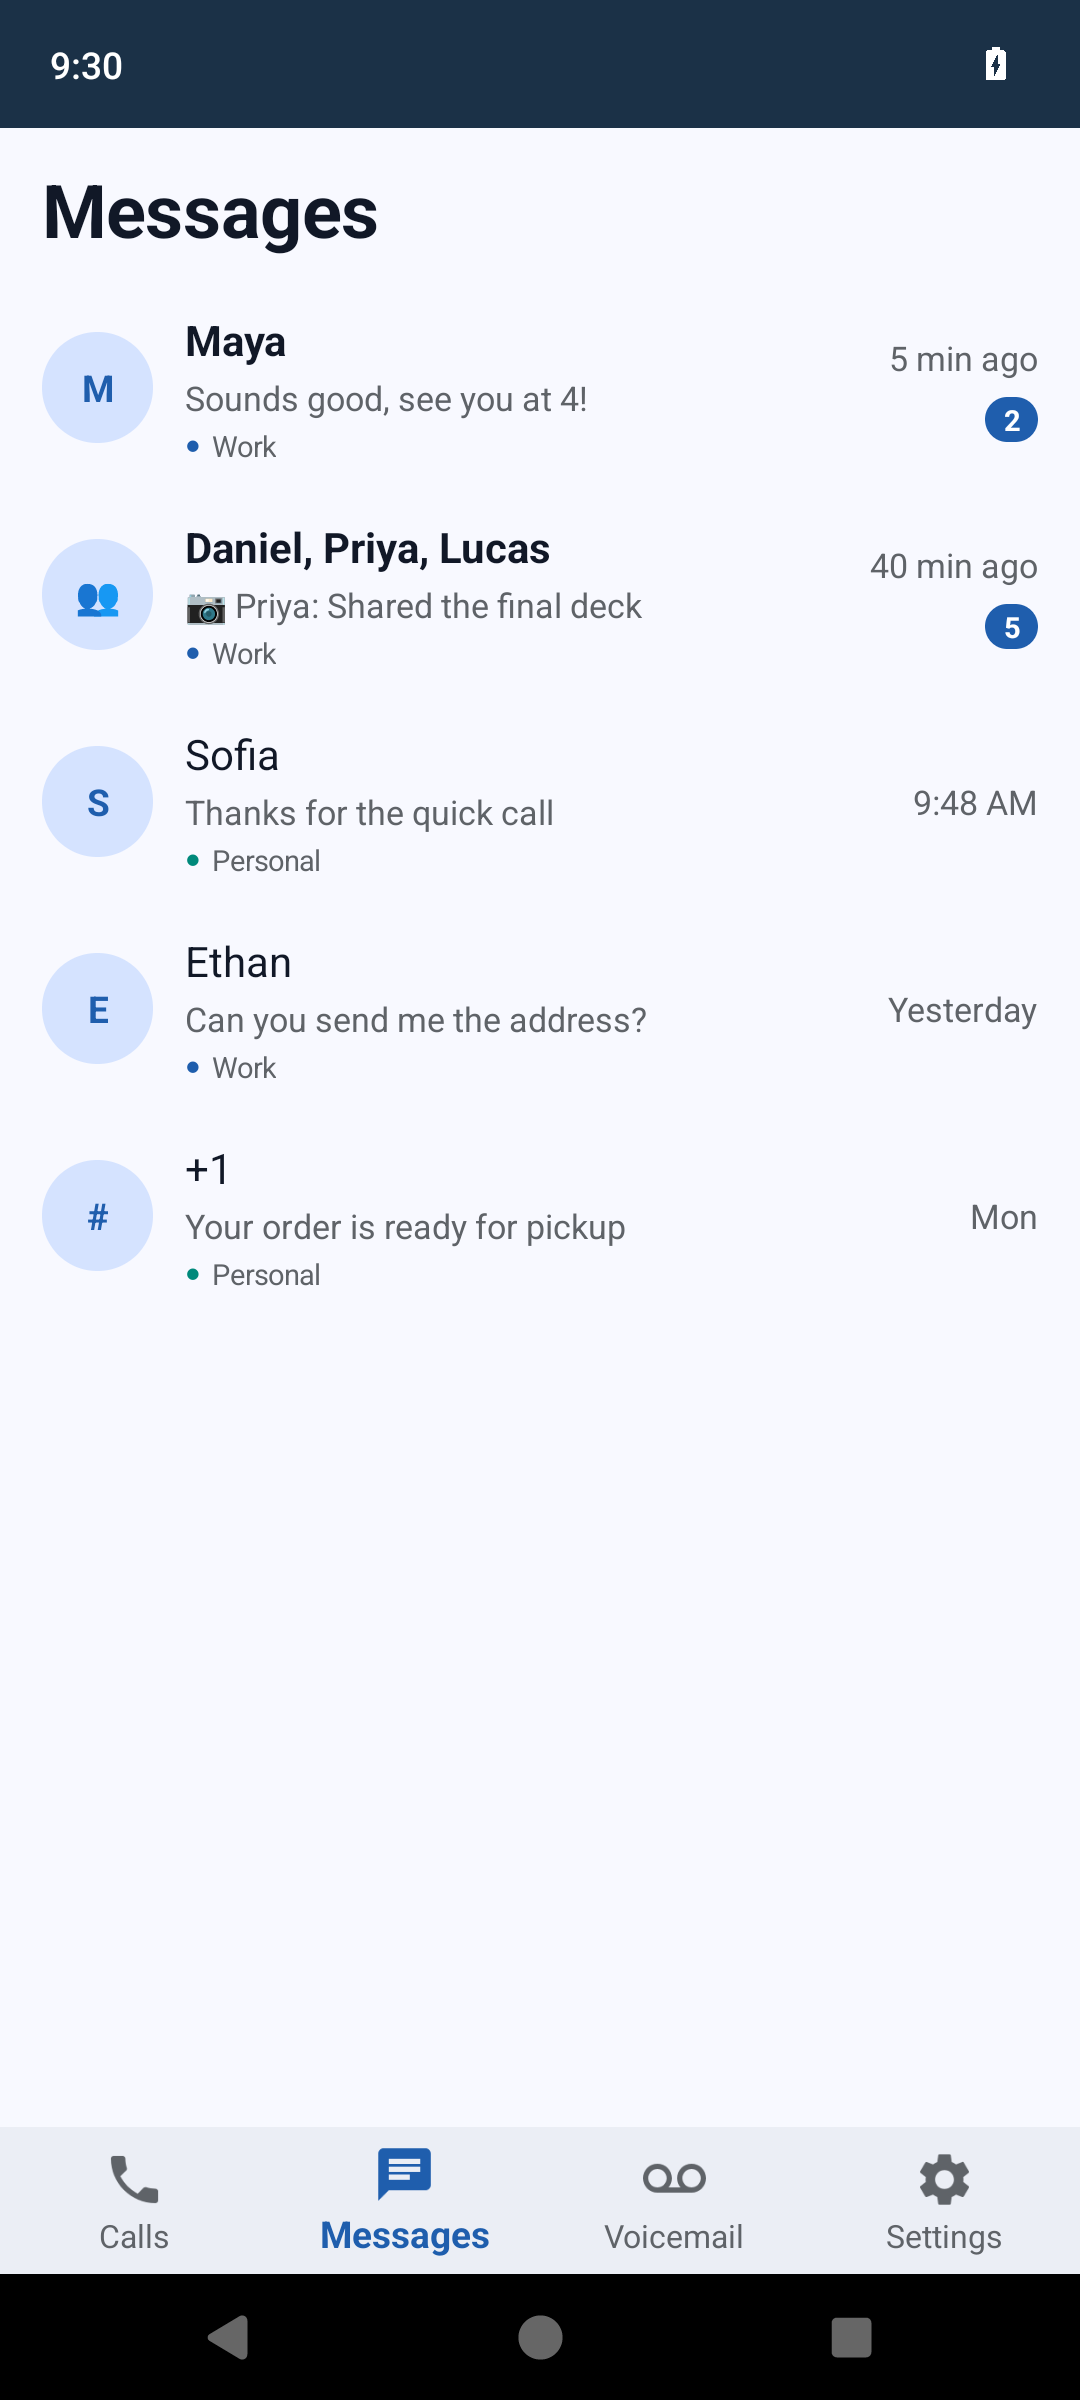 9:30
Messages
M
Maya
Sounds good, see you at 4!
Work
5 min ago
2
Daniel, Priya, Lucas
📷 Priya: Shared the final deck
Work
40 min ago
5
S
Sofia
Thanks for the quick call
Personal
9:48 AM
E
Ethan
Can you send me the address?
Work
Yesterday
#
+1
Your order is ready for pickup
Personal
Mon
Calls
Messages
Voicemail
Settings